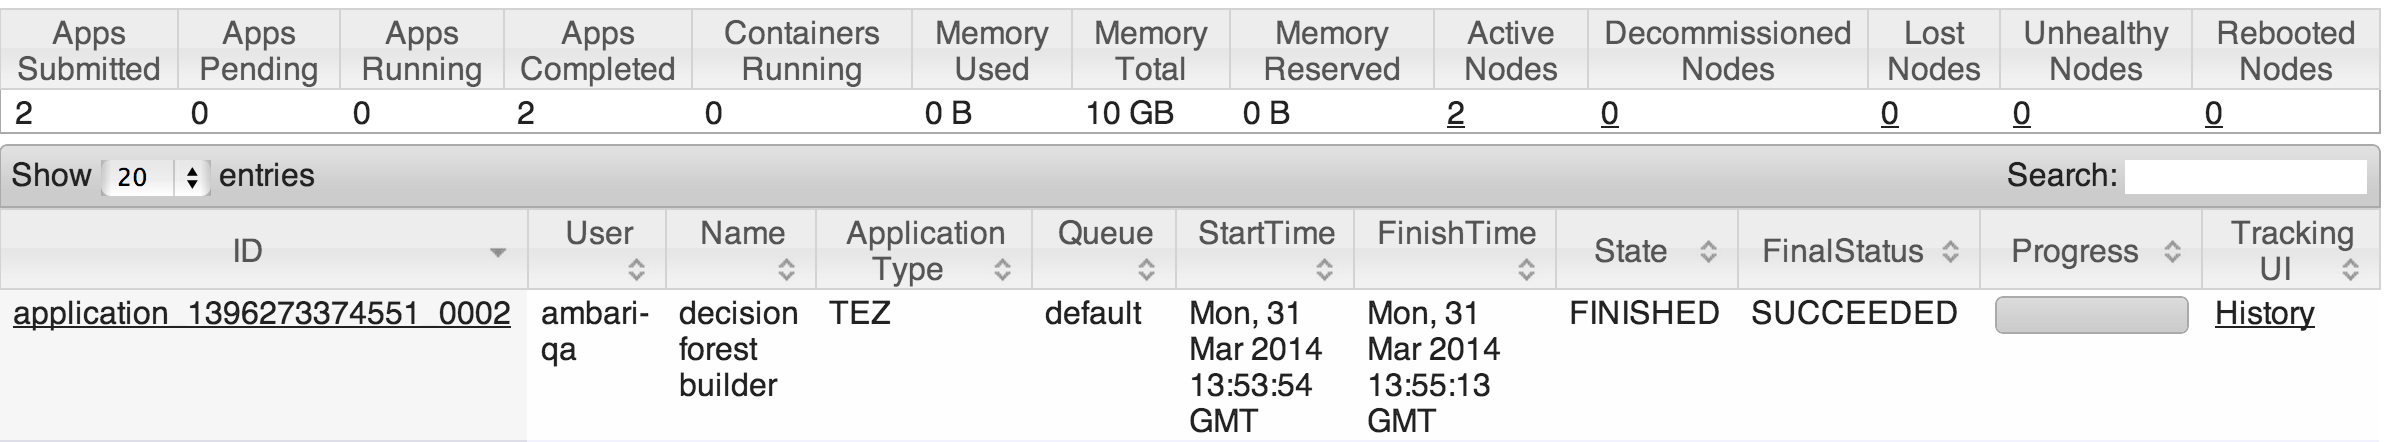 Apps Submitted Apps Pending Apps Running Apps Completed Containers Running Memory Used Memory Total Memory Reserved Active Nodes Decommissioned Nodes Lost Nodes Unhealthy Nodes Rebooted Nodes
2 0 0 2 0 0 B 10 GB 0 B 2 0 0 0 0
Show 20 entries Search:
ID User Name Application Type Queue StartTime FinishTime State FinalStatus Progress Tracking UI
application_1396273374551_0002 ambari- decision TEZ default Mon, 31 Mon, 31 FINISHED SUCCEEDED History
qa forest Mar 2014 Mar 2014
builder 13:53:54 13:55:13
GMT GMT